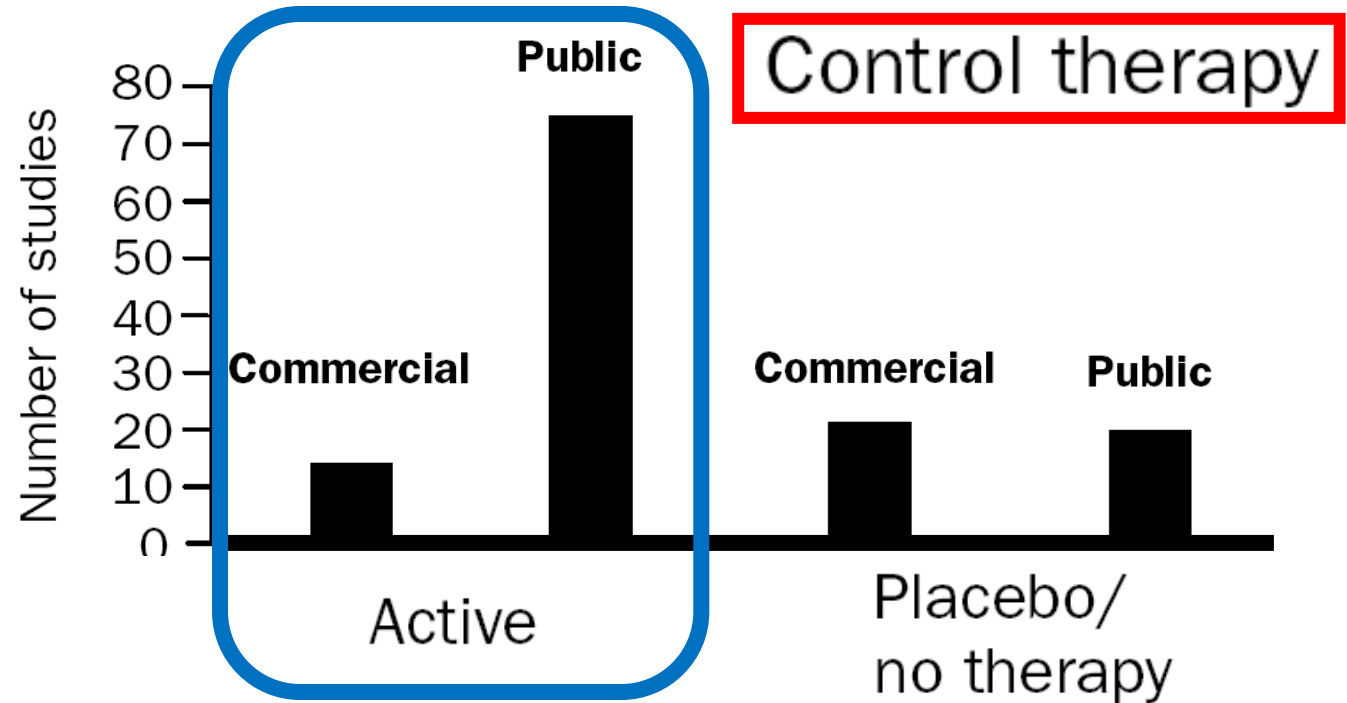 Control therapy
Number of studies
80
70
60
50
40
30
20
10
0
Commercial
Public
Commercial
Public
Active
Placebo/
no therapy